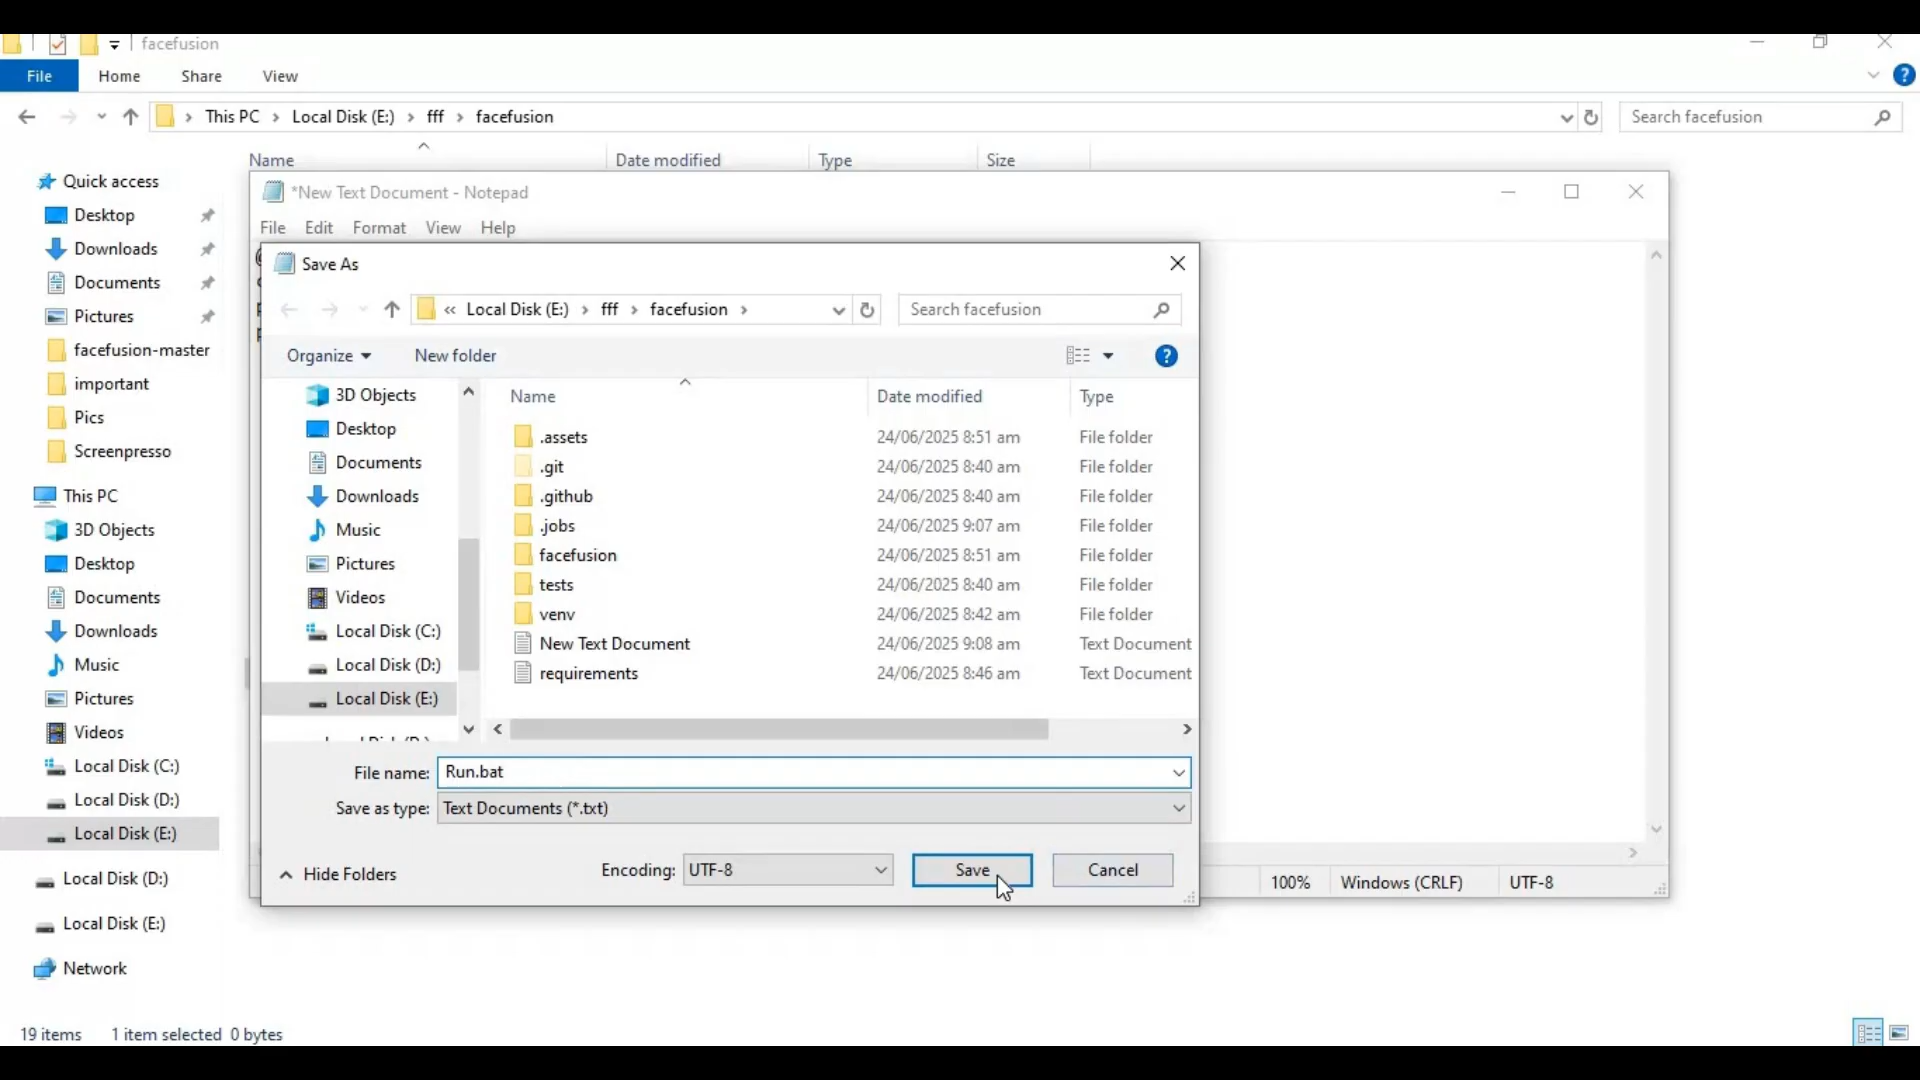 facefusion
File Home Share View
This PC Local Disk (E:) fff facefusion Search facefusion
Name Date modified Type Size
Quick access
Desktop
Downloads
Documents
Pictures
facefusion-master
important
Pics
Screenpresso
This PC
3D Objects
Desktop
Documents
Downloads
Music
Pictures
Videos
Local Disk (C:)
Local Disk (D:)
Local Disk (E:)
Local Disk (D:)
Local Disk (E:)
Network
19 items 1 item selected 0 bytes
*New Text Document - Notepad
File Edit Format View Help
Save As
« Local Disk (E:) fff facefusion Search facefusion
Organize New folder
3D Objects
Desktop
Documents
Downloads
Music
Pictures
Videos
Local Disk (C:)
Local Disk (D:)
Local Disk (E:)
Name Date modified Type
.assets 24/06/2025 8:51 am File folder
.git 24/06/2025 8:40 am File folder
.github 24/06/2025 8:40 am File folder
.jobs 24/06/2025 9:07 am File folder
facefusion 24/06/2025 8:51 am File folder
tests 24/06/2025 8:40 am File folder
venv 24/06/2025 8:42 am File folder
New Text Document 24/06/2025 9:08 am Text Document
requirements 24/06/2025 8:46 am Text Document
File name: Run.bat
Save as type: Text Documents (*.txt)
Hide Folders Encoding: UTF-8 Save Cancel
100% Windows (CRLF) UTF-8